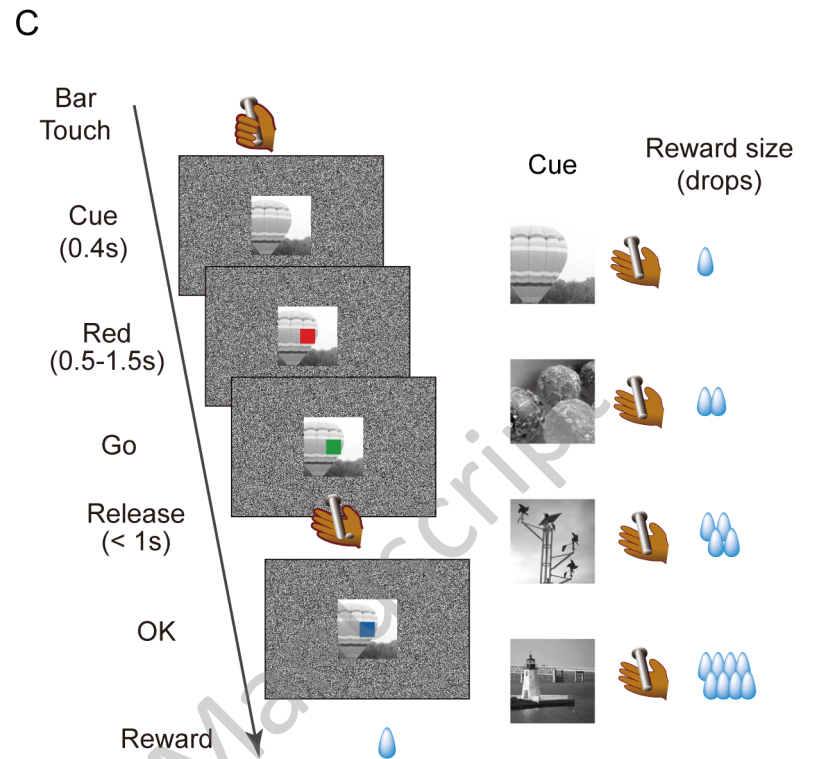 C
Bar
Touch
Cue
(0.4s)
Red
(0.5-1.5s)
Go
Release
(< 1s)
OK
Reward
Cue
Reward size
(drops)
Manuscript